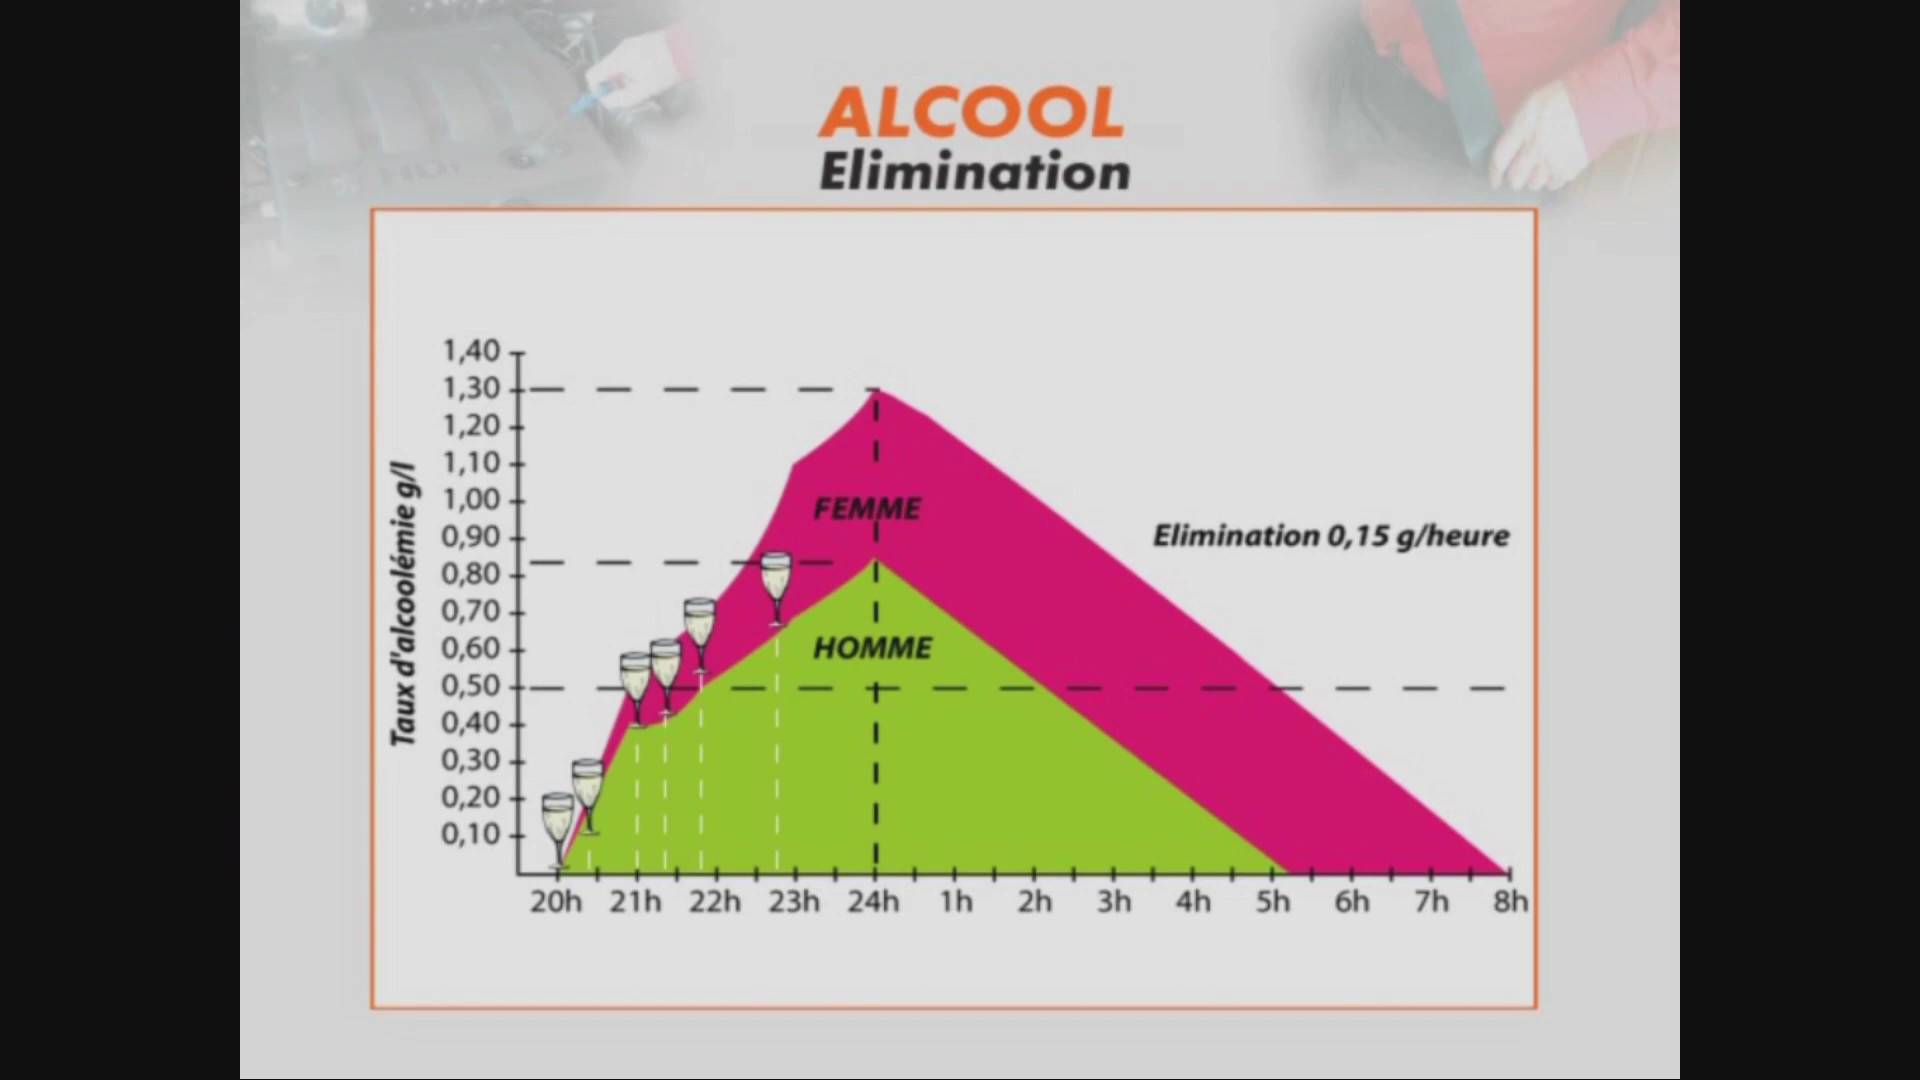 ALCOOL
Elimination
Taux d'alcoolémie g/l
1,40
1,30
1,20
1,10
1,00
0,90
0,80
0,70
0,60
0,50
0,40
0,30
0,20
0,10
FEMME
HOMME
Elimination 0,15 g/heure
20h 21h 22h 23h 24h 1h 2h 3h 4h 5h 6h 7h 8h
HDi